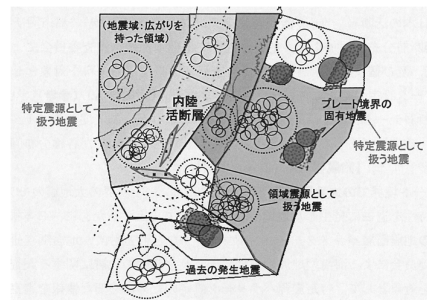 (地震域：広がりを
持った領域)
特定震源として
扱う地震
内陸
活断層
プレート境界の
固有地震
特定震源として
扱う地震
領域震源として
扱う地震
過去の発生地震